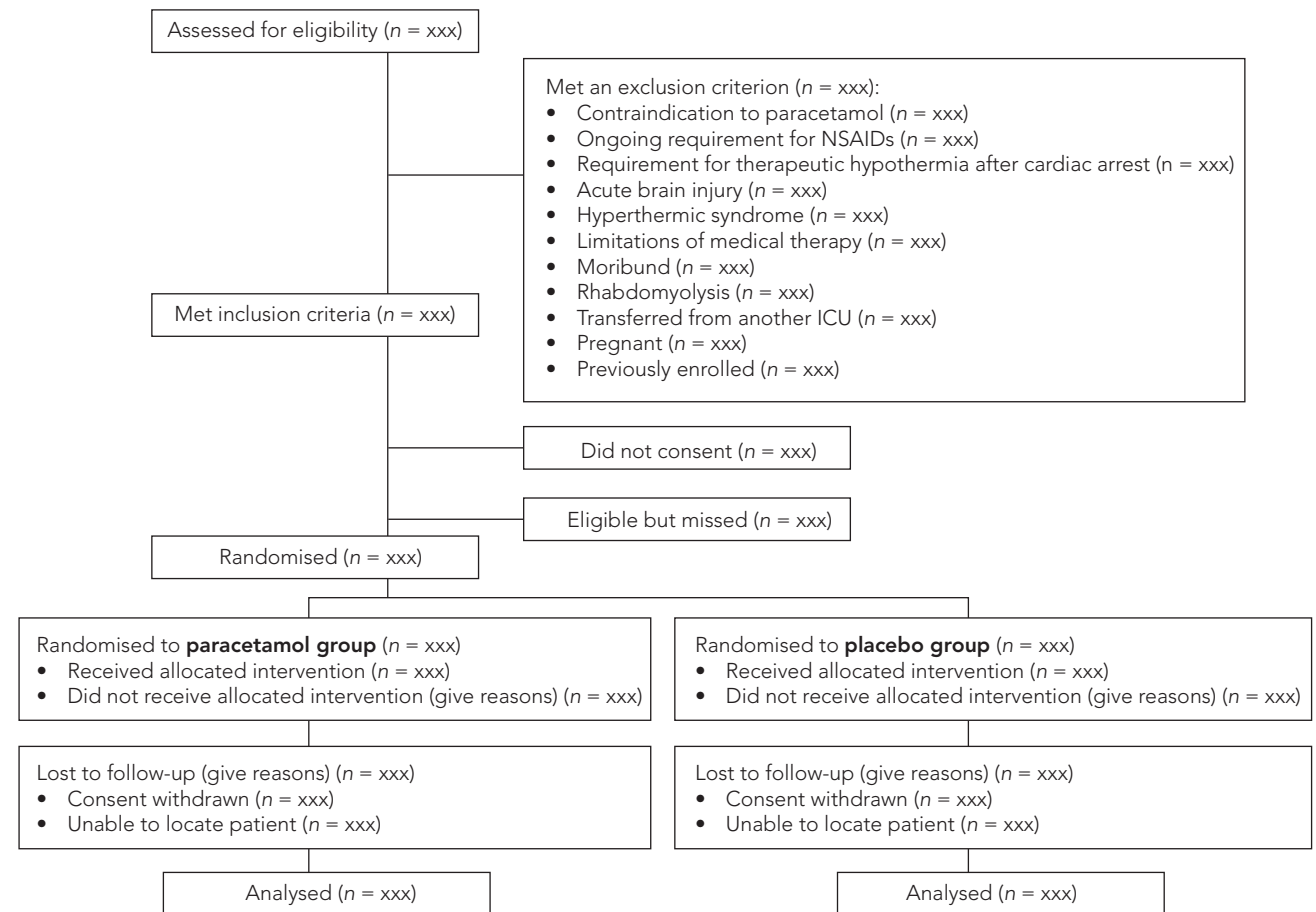 Assessed for eligibility (n = xxx)
Met an exclusion criterion (n = xxx):
• Contraindication to paracetamol (n = xxx)
• Ongoing requirement for NSAIDs (n = xxx)
• Requirement for therapeutic hypothermia after cardiac arrest (n = xxx)
• Acute brain injury (n = xxx)
• Hyperthermic syndrome (n = xxx)
• Limitations of medical therapy (n = xxx)
• Moribund (n = xxx)
• Rhabdomyolysis (n = xxx)
• Transferred from another ICU (n = xxx)
• Pregnant (n = xxx)
• Previously enrolled (n = xxx)
Met inclusion criteria (n = xxx)
Did not consent (n = xxx)
Eligible but missed (n = xxx)
Randomised (n = xxx)
Randomised to paracetamol group (n = xxx)
• Received allocated intervention (n = xxx)
• Did not receive allocated intervention (give reasons) (n = xxx)
Randomised to placebo group (n = xxx)
• Received allocated intervention (n = xxx)
• Did not receive allocated intervention (give reasons) (n = xxx)
Lost to follow-up (give reasons) (n = xxx)
• Consent withdrawn (n = xxx)
• Unable to locate patient (n = xxx)
Lost to follow-up (give reasons) (n = xxx)
• Consent withdrawn (n = xxx)
• Unable to locate patient (n = xxx)
Analysed (n = xxx)
Analysed (n = xxx)